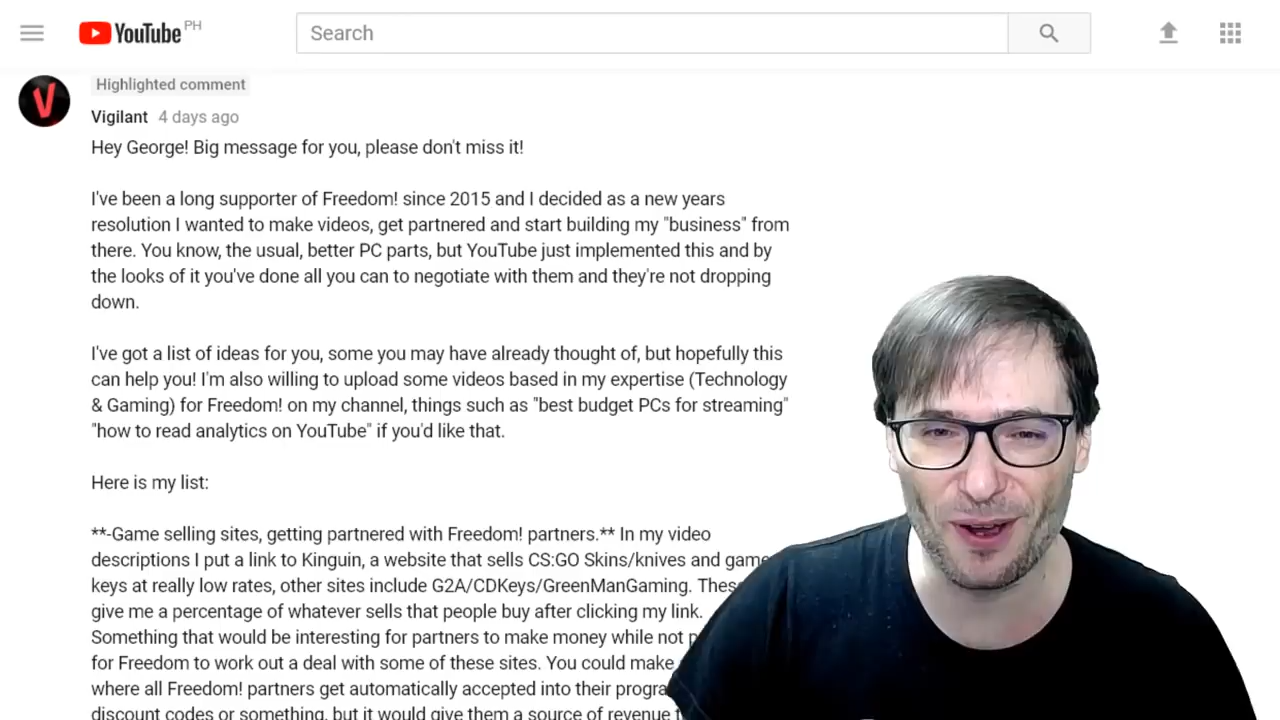 YouTube PH
Search
Highlighted comment
Vigilant 4 days ago
Hey George! Big message for you, please don't miss it!
I've been a long supporter of Freedom! since 2015 and I decided as a new years
resolution I wanted to make videos, get partnered and start building my "business" from
there. You know, the usual, better PC parts, but YouTube just implemented this and by
the looks of it you've done all you can to negotiate with them and they're not dropping
down.
I've got a list of ideas for you, some you may have already thought of, but hopefully this
can help you! I'm also willing to upload some videos based in my expertise (Technology
& Gaming) for Freedom! on my channel, things such as "best budget PCs for streaming"
"how to read analytics on YouTube" if you'd like that.
Here is my list:
**-Game selling sites, getting partnered with Freedom! partners.** In my video
descriptions I put a link to Kinguin, a website that sells CS:GO Skins/knives and game
keys at really low rates, other sites include G2A/CDKeys/GreenManGaming. These
give me a percentage of whatever sells that people buy after clicking my link.
Something that would be interesting for partners to make money while not
for Freedom to work out a deal with some of these sites. You could make
where all Freedom! partners get automatically accepted into their
discount codes or something, but it would give them a source of revenue